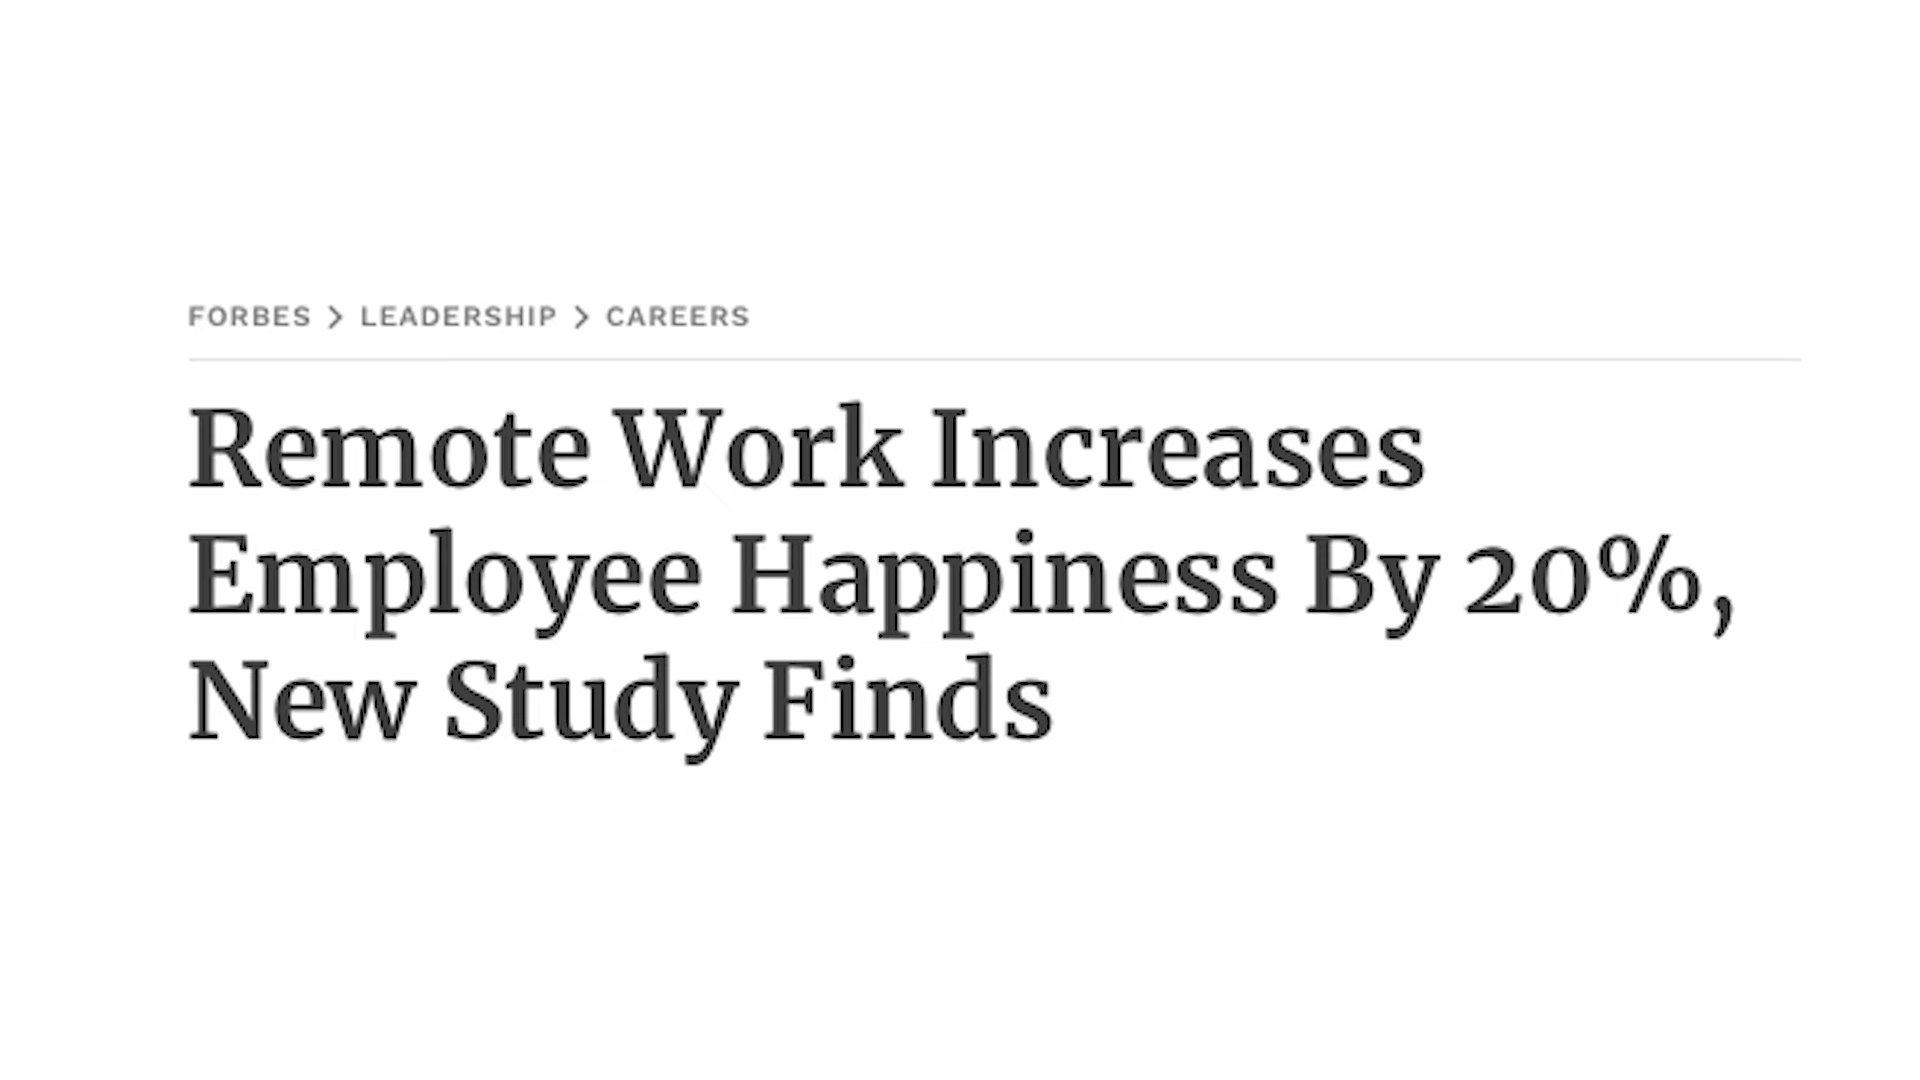 FORBES > LEADERSHIP > CAREERS
Remote Work Increases
Employee Happiness By 20%,
New Study Finds